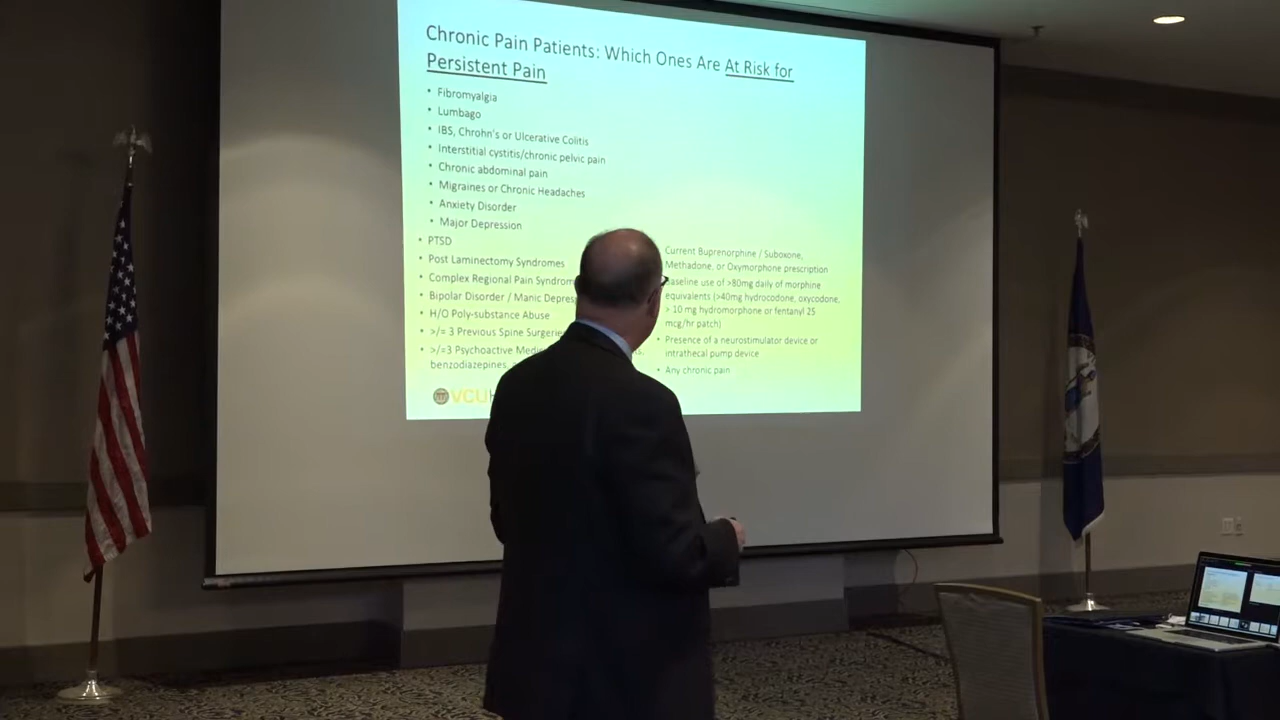 Chronic Pain Patients: Which Ones Are At Risk for
Persistent Pain
• Fibromyalgia
• Lumbago
• IBS, Chrohn's or Ulcerative Colitis
• Interstitial cystitis/chronic pelvic pain
• Chronic abdominal pain
• Migraines or Chronic Headaches
• Anxiety Disorder
• Major Depression
• PTSD
• Post Laminectomy Syndromes
• Complex Regional Pain Syndrom
• Bipolar Disorder / Manic Depres
• H/O Poly-substance Abuse
• >/= 3 Previous Spine Surgerie
• >/=3 Psychoactive Medi
benzodiazepines,
VCU
Current Buprenorphine / Suboxone,
Methadone, or Oxymorphone prescription
Baseline use of >80mg daily of morphine
equivalents (>40mg hydrocodone, oxycodone,
> 10 mg hydromorphone or fentanyl 25
mcg/hr patch)
• Presence of a neurostimulator device or
intrathecal pump device
• Any chronic pain